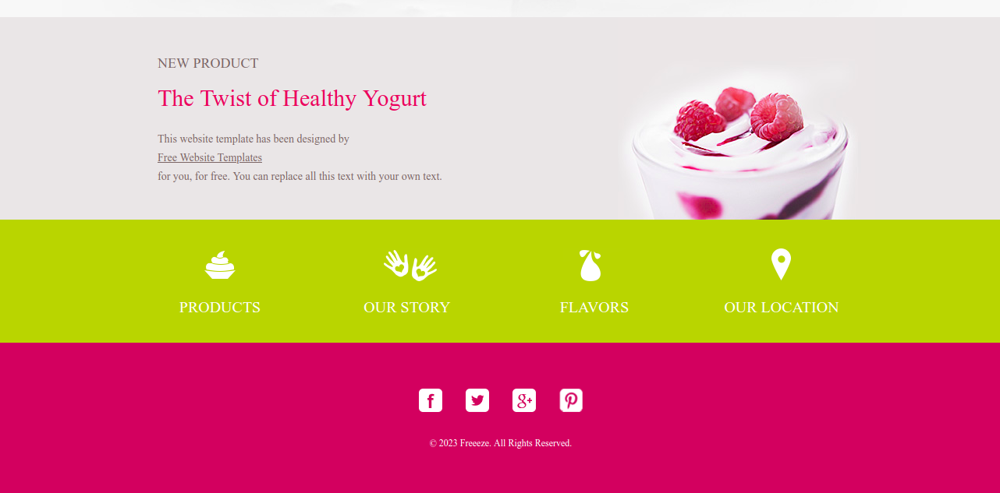 NEW PRODUCT
The Twist of Healthy Yogurt
This website template has been designed by
Free Website Templates
for you, for free. You can replace all this text with your own text.
PRODUCTS
OUR STORY
FLAVORS
OUR LOCATION
© 2023 Freeeze. All Rights Reserved.